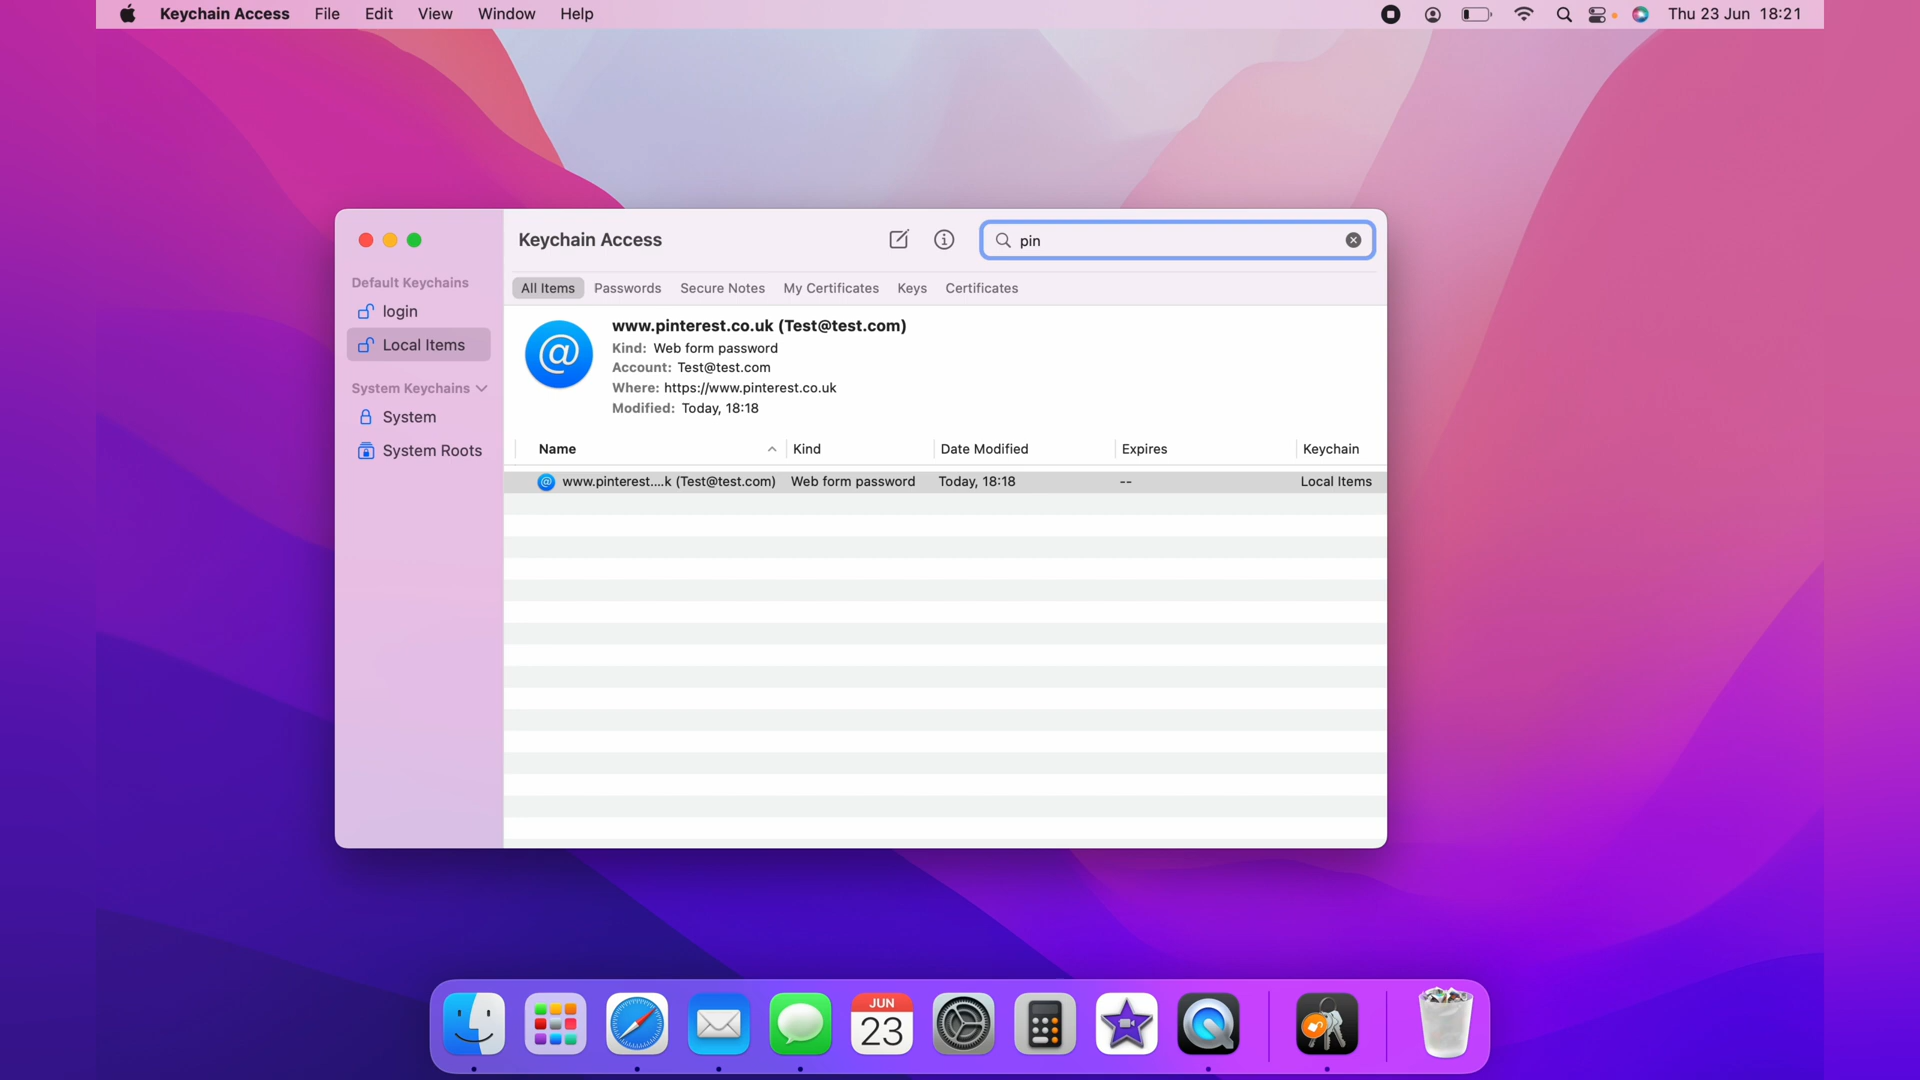 Keychain Access File Edit View Window Help Thu 23 Jun 18:21
Keychain Access
pin
Default Keychains
login
Local Items
System Keychains
System
System Roots
All Items Passwords Secure Notes My Certificates Keys Certificates
@
www.pinterest.co.uk (Test@test.com)
Kind: Web form password
Account: Test@test.com
Where: https://www.pinterest.co.uk
Modified: Today, 18:18
Name Kind Date Modified Expires Keychain
@ www.pinterest....k (Test@test.com) Web form password Today, 18:18 -- Local Items
JUN
23